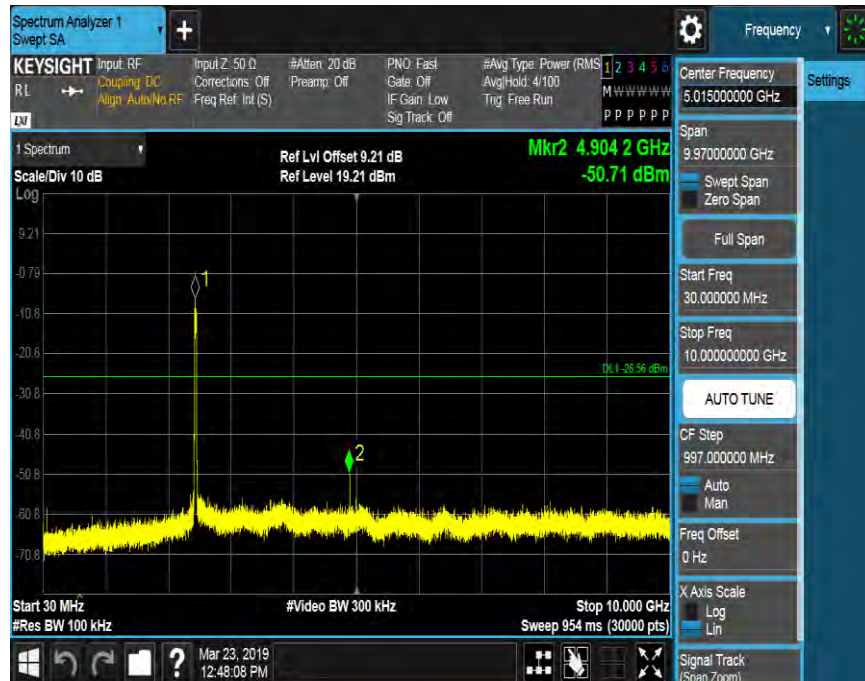 Spectrum Analyzer 1
Swept SA
+
Frequency
KEYSIGHT
RL
LXI
Input: RF
Coupling: DC
Align: Auto/No RF
Input Z: 50 Ω
Corrections: Off
Freq Ref: Int (S)
#Atten: 20 dB
Preamp: Off
PNO: Fast
Gate: Off
IF Gain: Low
Sig Track: Off
#Avg Type: Power (RMS
Avg|Hold: 4/100
Trig: Free Run
1 2 3 4 5 6
M W W W W W
P P P P P P
1 Spectrum
Scale/Div 10 dB
Log
Ref Lvl Offset 9.21 dB
Ref Level 19.21 dBm
Mkr2 4.904 2 GHz
-50.71 dBm
9.21
-0.79
-10.8
-20.8
-30.8
-40.8
-50.8
-60.8
-70.8
1
2
DL1 -26.56 dBm
Start 30 MHz
#Res BW 100 kHz
#Video BW 300 kHz
Stop 10.000 GHz
Sweep 954 ms (30000 pts)
?
Mar 23, 2019
12:48:08 PM
Settings
Center Frequency
5.015000000 GHz
Span
9.97000000 GHz
Swept Span
Zero Span
Full Span
Start Freq
30.000000 MHz
Stop Freq
10.000000000 GHz
AUTO TUNE
CF Step
997.000000 MHz
Auto
Man
Freq Offset
0 Hz
X Axis Scale
Log
Lin
Signal Track
(Span Zoom)